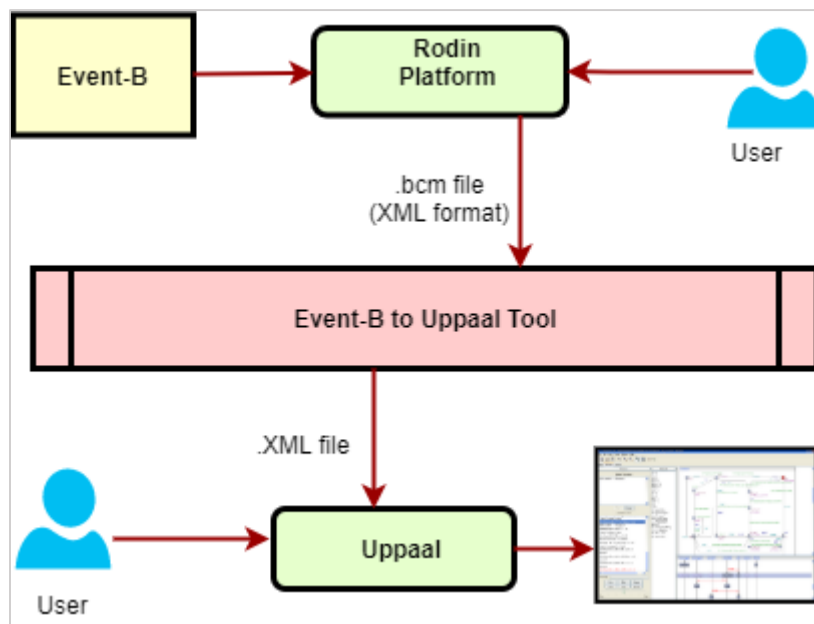 Event-B
Rodin
Platform
User
.bcm file
(XML format)
Event-B to Uppaal Tool
.XML file
Uppaal
User